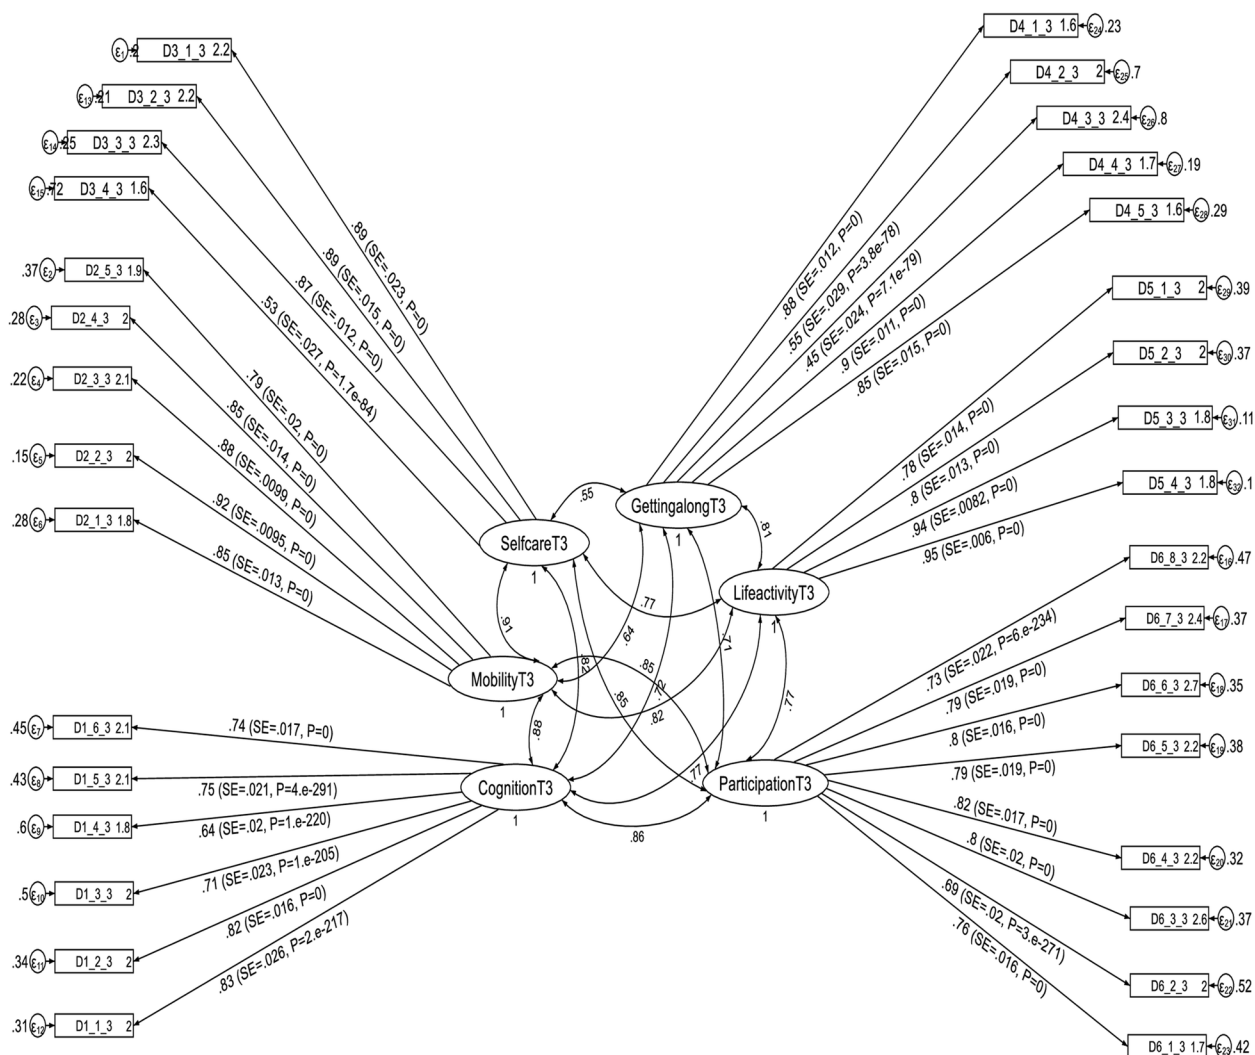 ε1 .2 D3_1_3 2.2
ε13 .21 D3_2_3 2.2
ε14 .25 D3_3_3 2.3
ε15 .72 D3_4_3 1.6
.37 ε2 D2_5_3 1.9
.28 ε3 D2_4_3 2
.22 ε4 D2_3_3 2.1
.15 ε5 D2_2_3 2
.28 ε6 D2_1_3 1.8
.45 ε7 D1_6_3 2.1
.43 ε8 D1_5_3 2.1
.6 ε9 D1_4_3 1.8
.5 ε10 D1_3_3 2
.34 ε11 D1_2_3 2
.31 ε12 D1_1_3 2
.89 (SE=.023, P=0)
.89 (SE=.015, P=0)
.87 (SE=.012, P=0)
.53 (SE=.027, P=1.7e-84)
.79 (SE=.02, P=0)
.85 (SE=.014, P=0)
.88 (SE=.0099, P=0)
.92 (SE=.0095, P=0)
.85 (SE=.013, P=0)
.74 (SE=.017, P=0)
.75 (SE=.021, P=4.e-291)
.64 (SE=.02, P=1.e-220)
.71 (SE=.023, P=1.e-205)
.82 (SE=.016, P=0)
.83 (SE=.026, P=2.e-217)
SelfcareT3
1
GettingalongT3
1
LifeactivityT3
1
MobilityT3
1
CognitionT3
1
ParticipationT3
1
.55
.81
.77
.91
.64
.71
.82
.85
.85
.72
.82
.77
.88
.77
.86
.88 (SE=.012, P=0)
.55 (SE=.029, P=3.8e-78)
.45 (SE=.024, P=7.1e-79)
.9 (SE=.011, P=0)
.85 (SE=.015, P=0)
.78 (SE=.014, P=0)
.8 (SE=.013, P=0)
.94 (SE=.0082, P=0)
.95 (SE=.006, P=0)
.73 (SE=.022, P=6.e-234)
.79 (SE=.019, P=0)
.8 (SE=.016, P=0)
.79 (SE=.019, P=0)
.82 (SE=.017, P=0)
.8 (SE=.02, P=0)
.69 (SE=.02, P=3.e-271)
.76 (SE=.016, P=0)
D4_1_3 1.6 ε24 .23
D4_2_3 2 ε25 .7
D4_3_3 2.4 ε26 .8
D4_4_3 1.7 ε27 .19
D4_5_3 1.6 ε28 .29
D5_1_3 2 ε29 .39
D5_2_3 2 ε30 .37
D5_3_3 1.8 ε31 .11
D5_4_3 1.8 ε32 .1
D6_8_3 2.2 ε16 .47
D6_7_3 2.4 ε17 .37
D6_6_3 2.7 ε18 .35
D6_5_3 2.2 ε19 .38
D6_4_3 2.2 ε20 .32
D6_3_3 2.6 ε21 .37
D6_2_3 2 ε22 .52
D6_1_3 1.7 ε23 .42